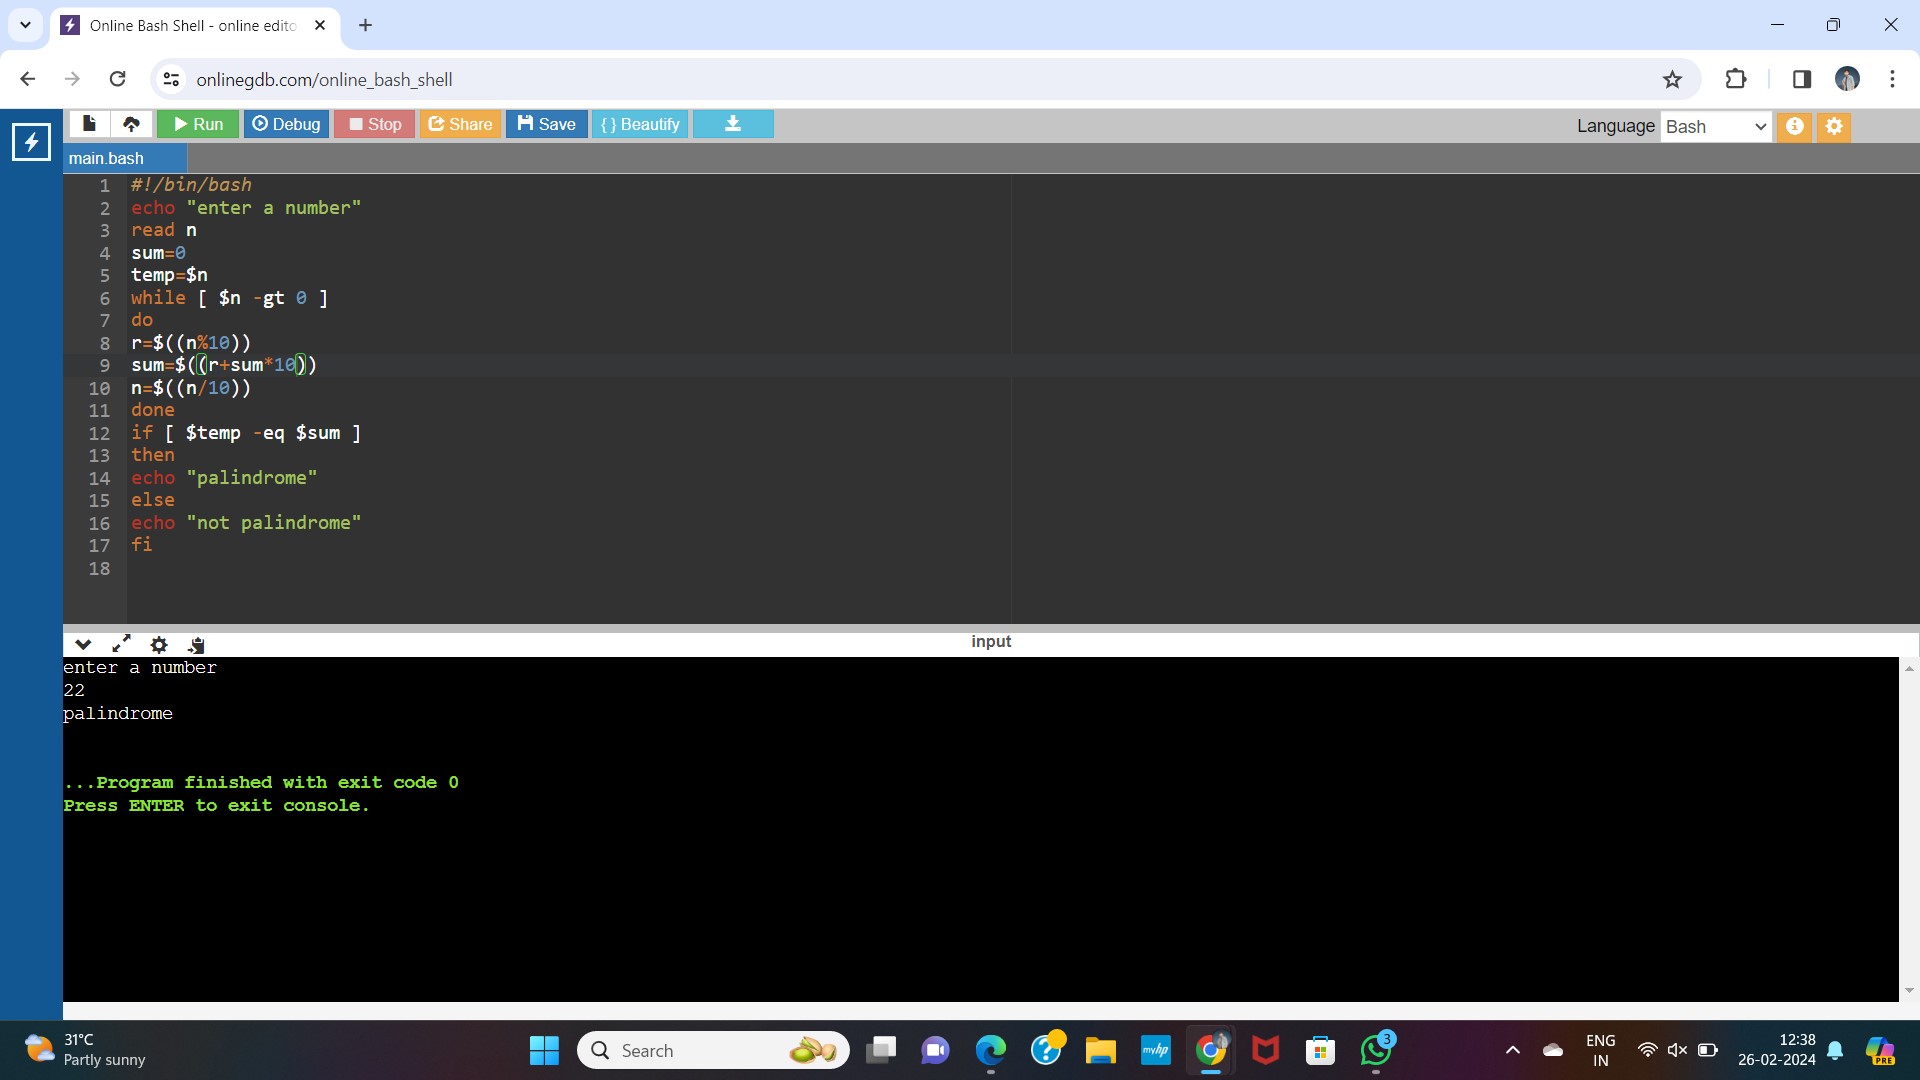 Online Bash Shell - online edito
onlinegdb.com/online_bash_shell
Run Debug Stop Share Save { } Beautify
Language Bash
main.bash
1 #!/bin/bash
2 echo "enter a number"
3 read n
4 sum=0
5 temp=$n
6 while [ $n -gt 0 ]
7 do
8 r=$((n%10))
9 sum=$((r+sum*10))
10 n=$((n/10))
11 done
12 if [ $temp -eq $sum ]
13 then
14 echo "palindrome"
15 else
16 echo "not palindrome"
17 fi
18
input
enter a number
22
palindrome
...Program finished with exit code 0
Press ENTER to exit console.
31°C
Partly sunny
Search
myhp
3
ENG
IN
12:38
26-02-2024
PRE